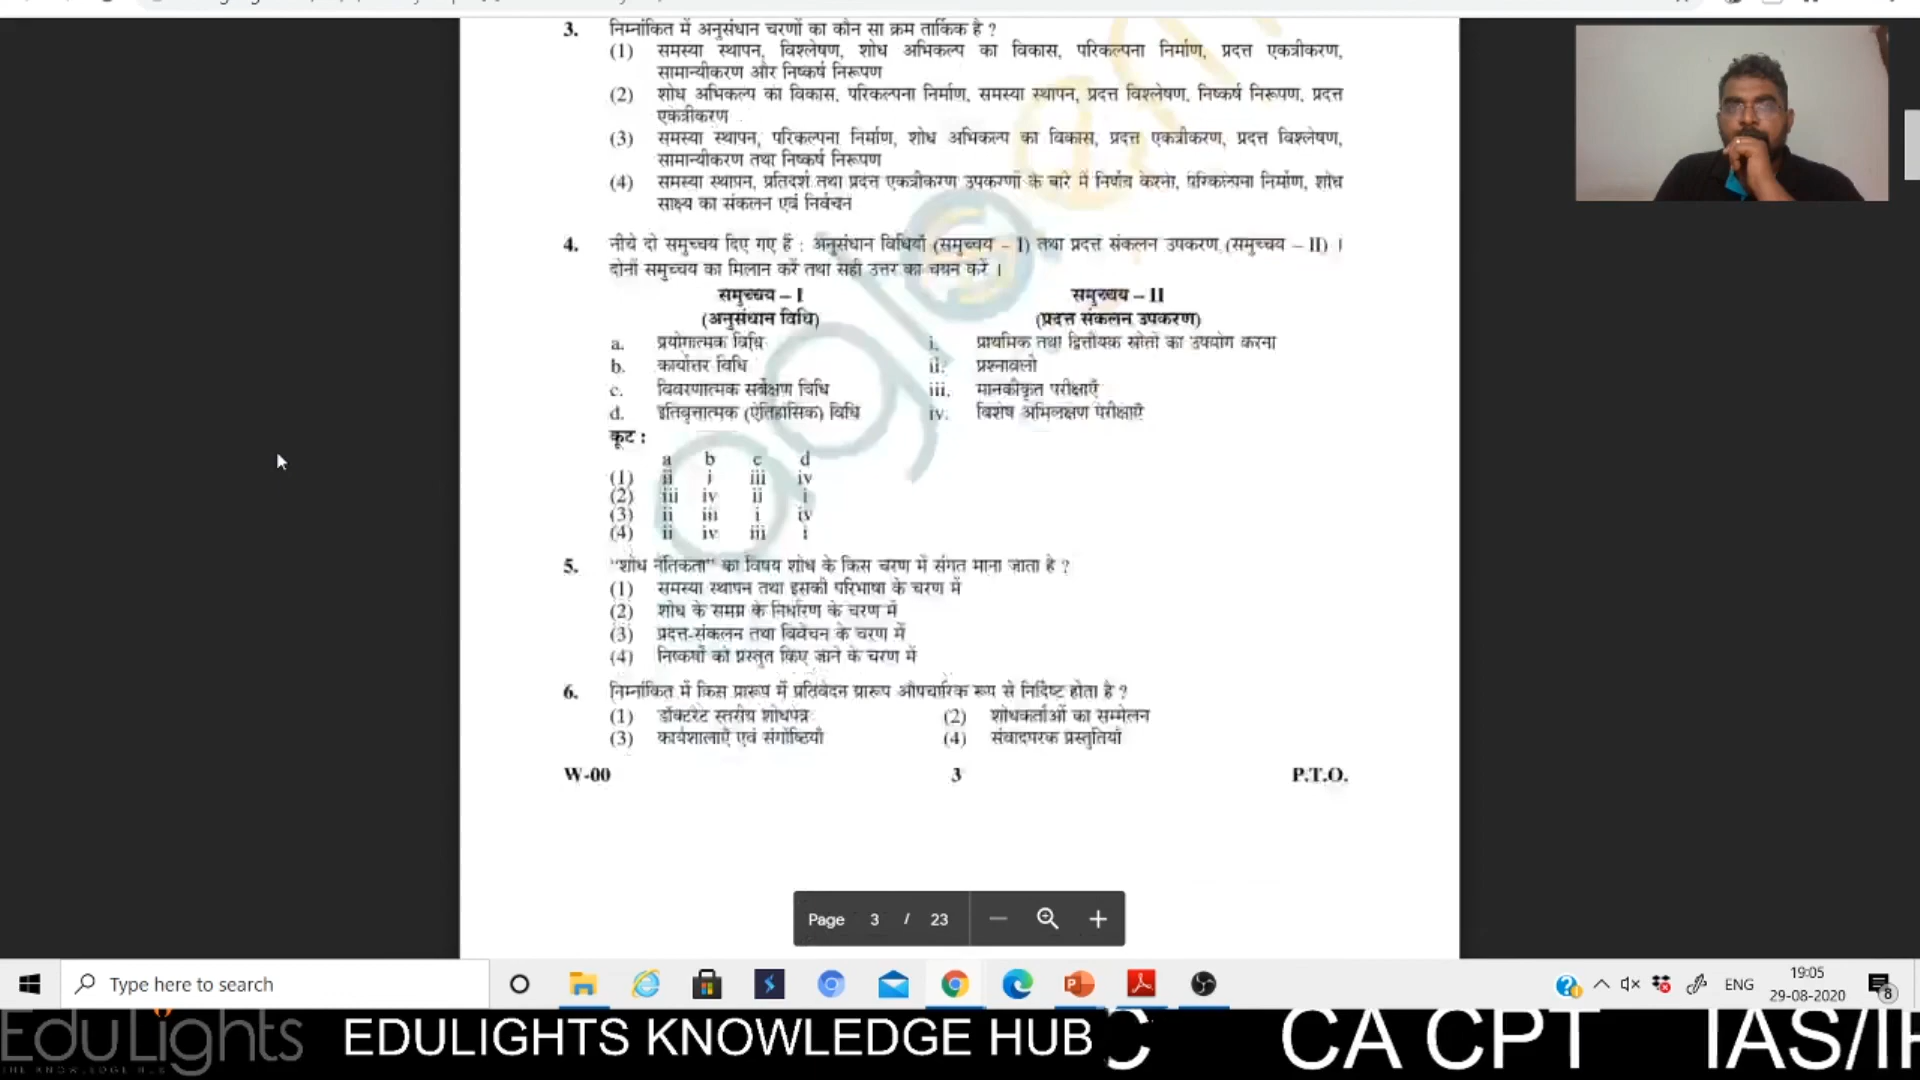 3. निम्नांकित में अनुसंधान चरणों का कौन सा क्रम तार्किक है ?
(1) समस्या स्थापन, विश्लेषण, शोध अभिकल्प का विकास, परिकल्पना निर्माण, प्रदत्त एकत्रीकरण,
सामान्यीकरण और निष्कर्ष निरूपण
(2) शोध अभिकल्प का विकास, परिकल्पना निर्माण, समस्या स्थापन, प्रदत्त विश्लेषण, निष्कर्ष निरूपण, प्रदत्त
एकत्रीकरण
(3) समस्या स्थापन, परिकल्पना निर्माण, शोध अभिकल्प का विकास, प्रदत्त एकत्रीकरण, प्रदत्त विश्लेषण,
सामान्यीकरण तथा निष्कर्ष निरूपण
(4) समस्या स्थापन, प्रतिदर्श तथा प्रदत्त एकत्रीकरण उपकरणों के बारे में निर्णय करना, परिकल्पना निर्माण, शोध
साक्ष्य का संकलन एवं निर्वचन
4. नीचे दो समुच्चय दिए गए हैं : अनुसंधान विधियाँ (समुच्चय – I) तथा प्रदत्त संकलन उपकरण (समुच्चय – II) ।
दोनों समुच्चय का मिलान करें तथा सही उत्तर का चयन करें ।
समुच्चय – I समुच्चय – II
(अनुसंधान विधि) (प्रदत्त संकलन उपकरण)
a. प्रयोगात्मक विधि i. प्राथमिक तथा द्वितीयक स्रोतों का उपयोग करना
b. कार्योत्तर विधि ii. प्रश्नावली
c. विवरणात्मक सर्वेक्षण विधि iii. मानकीकृत परीक्षाएँ
d. इतिवृत्तात्मक (ऐतिहासिक) विधि iv. विशेष अभिलक्षण परीक्षाएँ
कूट :
a b c d
(1) ii i iii iv
(2) iii iv ii i
(3) ii iii i iv
(4) ii iv iii i
5. “शोध नैतिकता” का विषय शोध के किस चरण में संगत माना जाता है ?
(1) समस्या स्थापन तथा इसकी परिभाषा के चरण में
(2) शोध के समग्र के निर्धारण के चरण में
(3) प्रदत्त-संकलन तथा विवेचन के चरण में
(4) निष्कर्षों को प्रस्तुत किए जाने के चरण में
6. निम्नांकित में किस प्रारूप में प्रतिवेदन प्रारूप औपचारिक रूप से निर्दिष्ट होता है ?
(1) डॉक्टरेट स्तरीय शोधपत्र (2) शोधकर्ताओं का सम्मेलन
(3) कार्यशालाएँ एवं संगोष्ठियाँ (4) संवादपरक प्रस्तुतियाँ
W-00 3 P.T.O.
Page 3 / 23
Type here to search
ENG
19:05
29-08-2020
8
EduLights
EDULIGHTS KNOWLEDGE HUB C CA CPT IAS/I